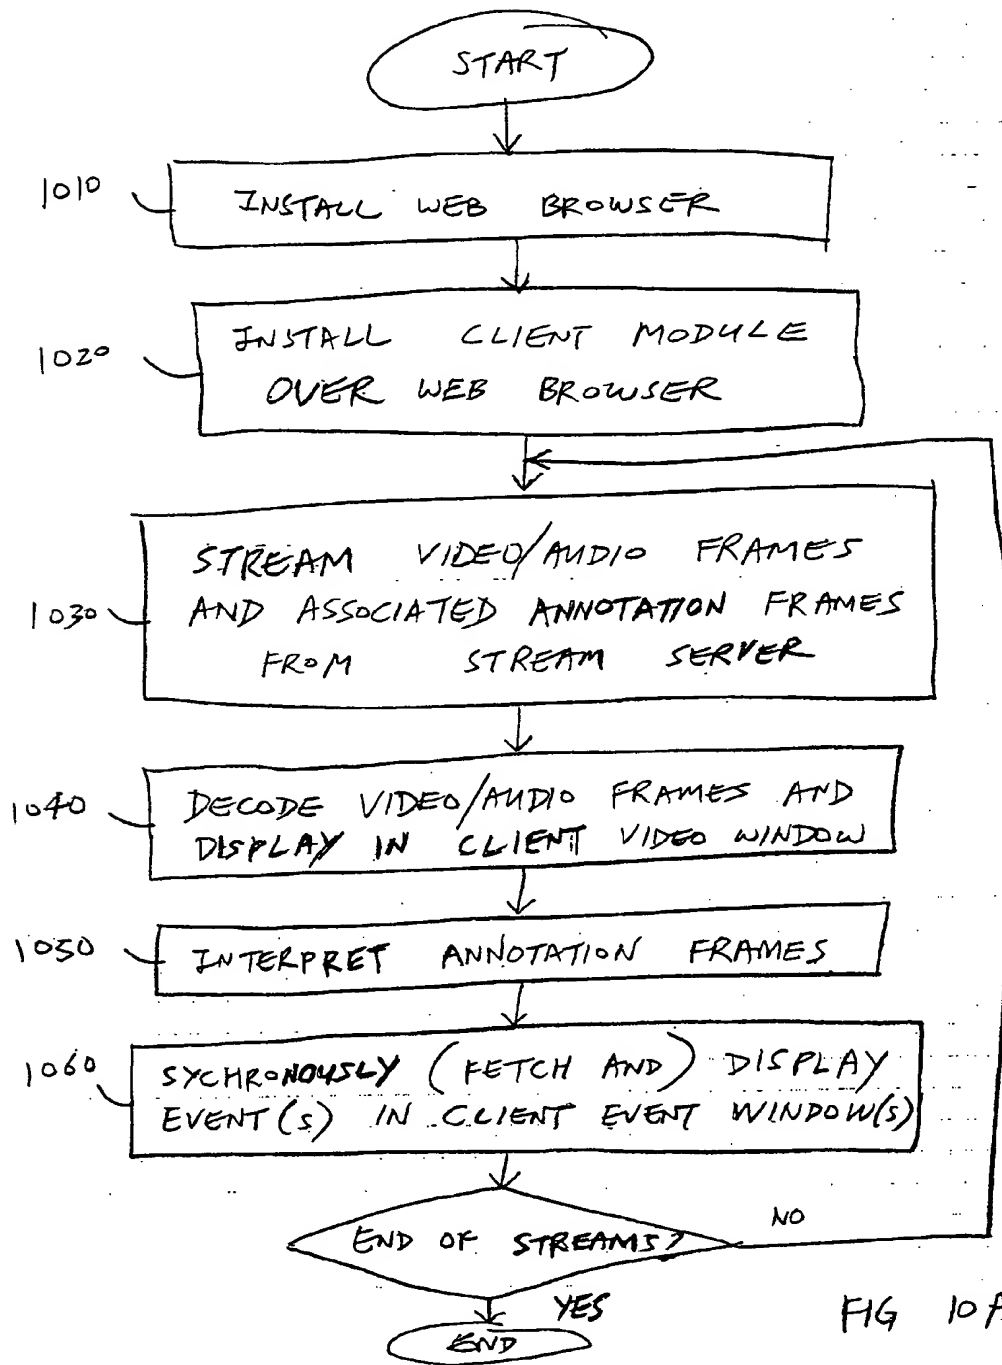 START
1010
INSTALL WEB BROWSER
1020
INSTALL CLIENT MODULE
OVER WEB BROWSER
1030
STREAM VIDEO/AUDIO FRAMES
AND ASSOCIATED ANNOTATION FRAMES
FROM STREAM SERVER
1040
DECODE VIDEO/AUDIO FRAMES AND
DISPLAY IN CLIENT VIDEO WINDOW
1050
INTERPRET ANNOTATION FRAMES
1060
SYCHRONOUSLY (FETCH AND) DISPLAY
EVENT(S) IN CLIENT EVENT WINDOW(S)
END OF STREAMS?
NO
YES
END
FIG 10A